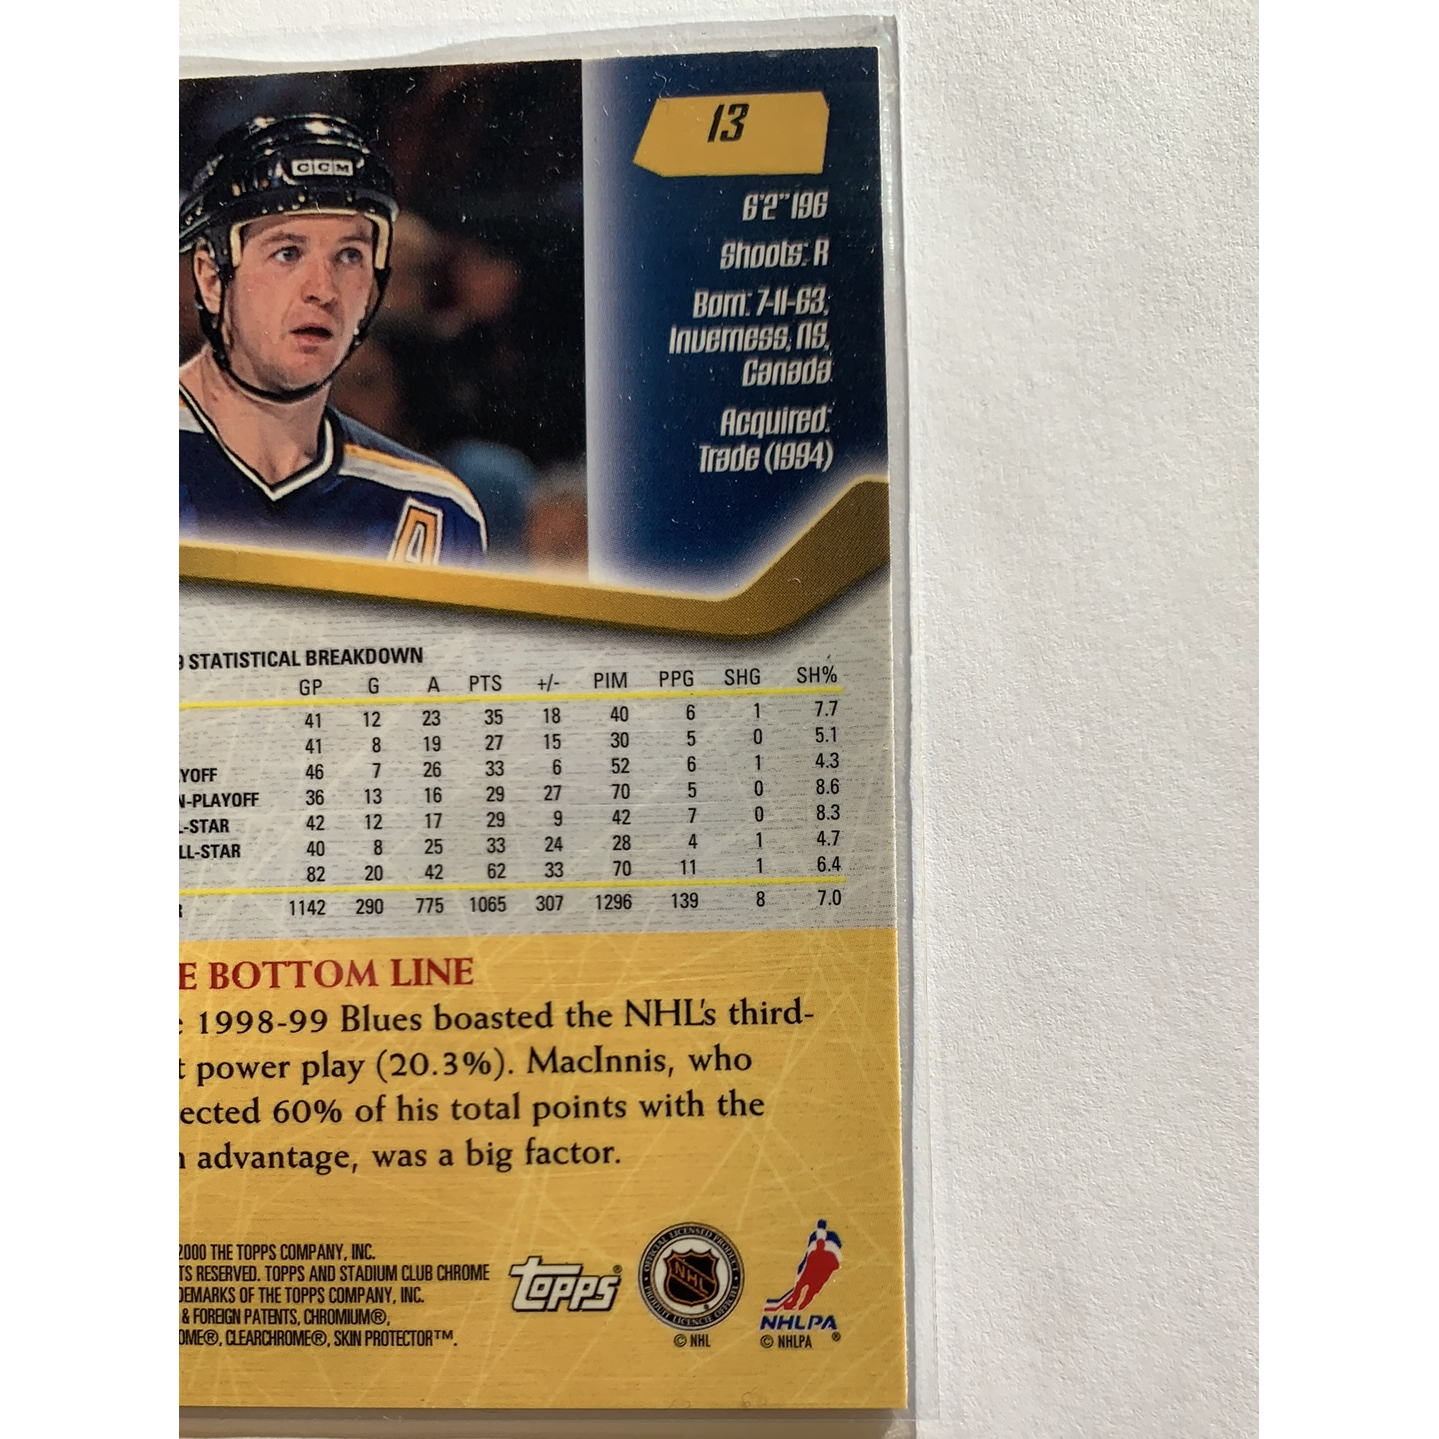 CCM
13
6'2" 196
Shoots: R
Born: 7-11-63,
Inverness, NS,
Canada
Acquired:
Trade (1994)
A
9 STATISTICAL BREAKDOWN
GP G A PTS +/- PIM PPG SHG SH%
41 12 23 35 18 40 6 1 7.7
41 8 19 27 15 30 5 0 5.1
YOFF 46 7 26 33 6 52 6 1 4.3
N-PLAYOFF 36 13 16 29 27 70 5 0 8.6
L-STAR 42 12 17 29 9 42 7 0 8.3
LL-STAR 40 8 25 33 24 28 4 1 4.7
82 20 42 62 33 70 11 1 6.4
R 1142 290 775 1065 307 1296 139 8 7.0
E BOTTOM LINE
e 1998-99 Blues boasted the NHL's third-
t power play (20.3%). MacInnis, who
ected 60% of his total points with the
n advantage, was a big factor.
2000 THE TOPPS COMPANY, INC.
TS RESERVED. TOPPS AND STADIUM CLUB CHROME
DEMARKS OF THE TOPPS COMPANY, INC.
& FOREIGN PATENTS, CHROMIUM®,
OME®, CLEARCHROME®, SKIN PROTECTOR™.
topps®
OFFICIAL LICENSED PRODUCT
NHL
PRODUIT LICENCIÉ OFFICIEL
© NHL
NHLPA®
© NHLPA